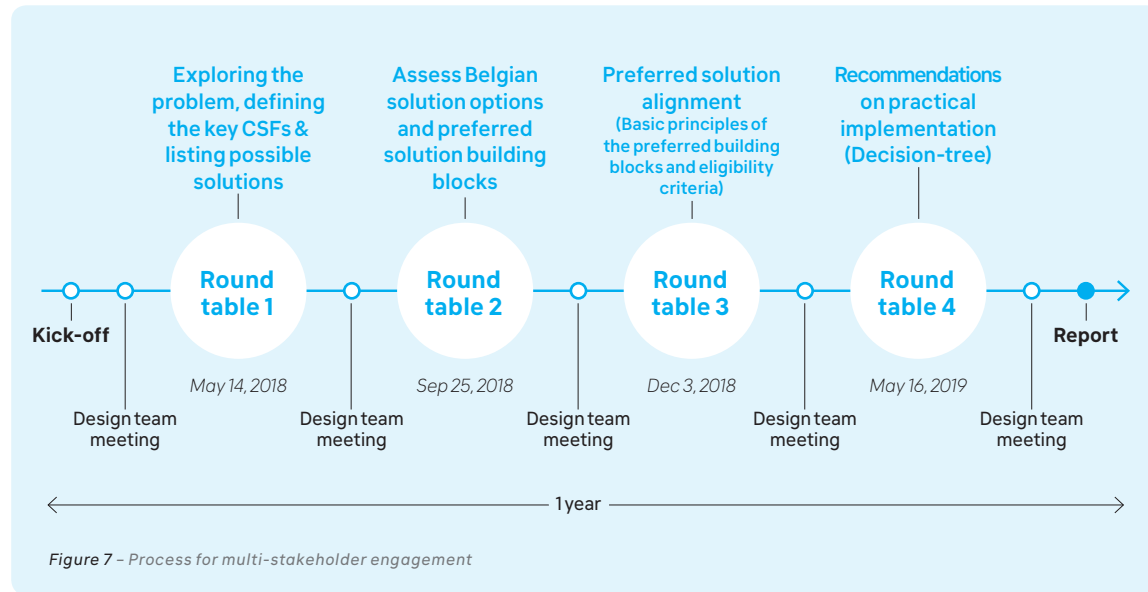 Exploring the
problem, defining
the key CSFs &
listing possible
solutions
Assess Belgian
solution options
and preferred
solution building
blocks
Preferred solution
alignment
(Basic principles of
the preferred building
blocks and eligibility
criteria)
Recommendations
on practical
implementation
(Decision-tree)
Kick-off
Round
table 1
Round
table 2
Round
table 3
Round
table 4
Report
May 14, 2018
Sep 25, 2018
Dec 3, 2018
May 16, 2019
Design team
meeting
Design team
meeting
Design team
meeting
Design team
meeting
Design team
meeting
1 year
Figure 7 – Process for multi-stakeholder engagement